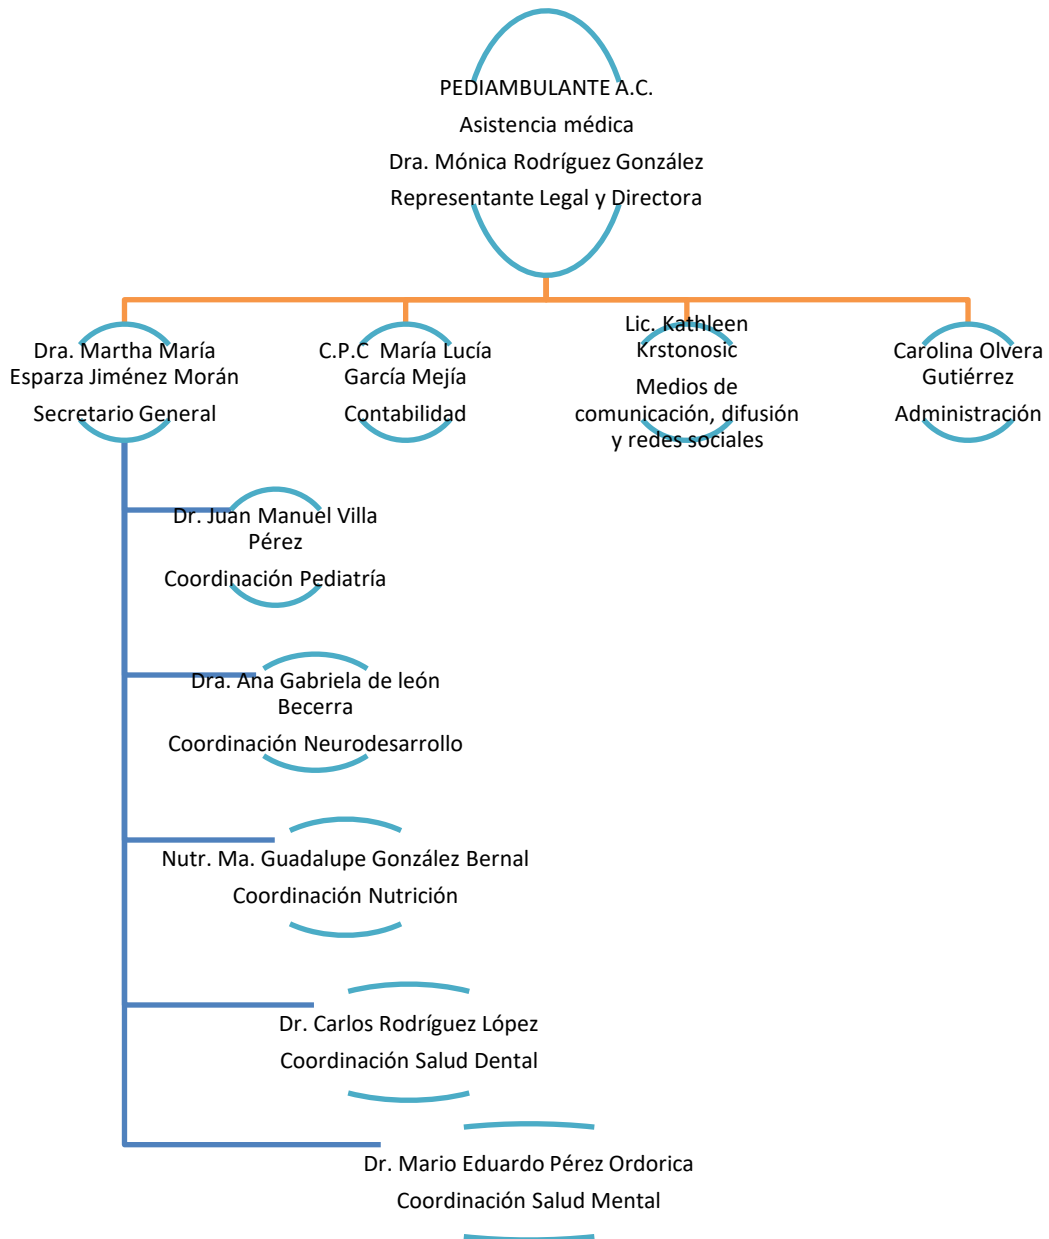 PEDIAMBULANTE A.C.
Asistencia médica
Dra. Mónica Rodríguez González
Representante Legal y Directora
Dra. Martha María
Esparza Jiménez Morán
Secretario General
C.P.C  María Lucía
García Mejía
Contabilidad
Lic. Kathleen
Krstonosic
Medios de
comunicación, difusión
y redes sociales
Carolina Olvera
Gutiérrez
Administración
Dr. Juan Manuel Villa
Pérez
Coordinación Pediatría
Dra. Ana Gabriela de león
Becerra
Coordinación Neurodesarrollo
Nutr. Ma. Guadalupe González Bernal
Coordinación Nutrición
Dr. Carlos Rodríguez López
Coordinación Salud Dental
Dr. Mario Eduardo Pérez Ordorica
Coordinación Salud Mental